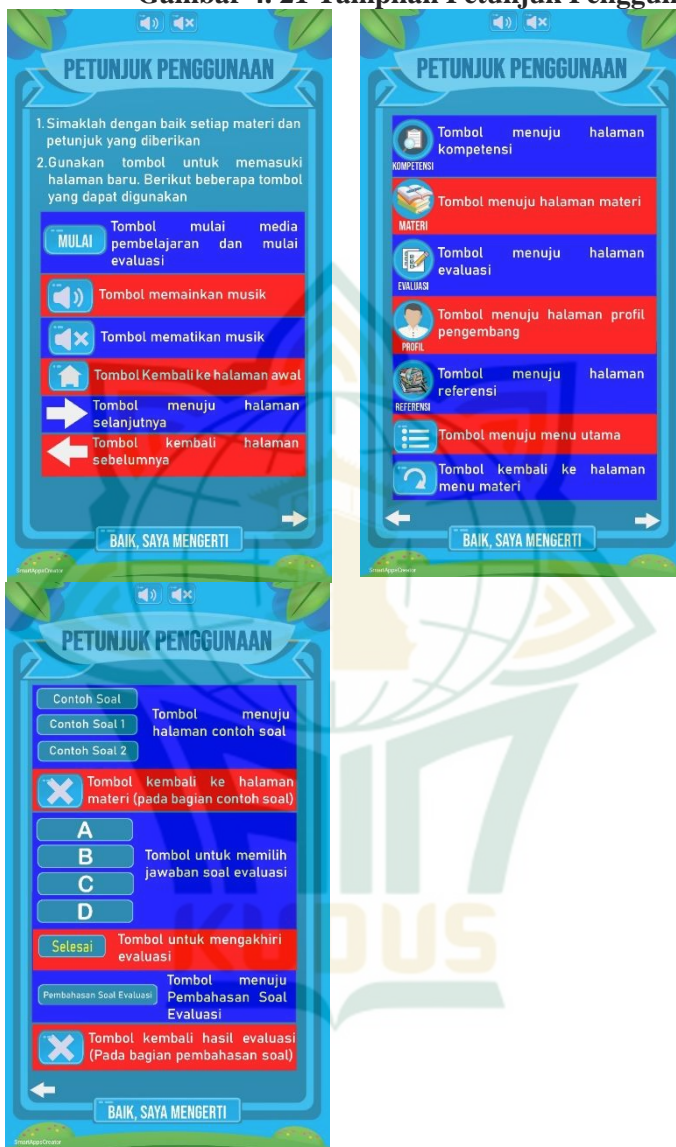 Gambar 4. 21 Tampilan Petunjuk Penggun
PETUNJUK PENGGUNAAN
1.Simaklah dengan baik setiap materi dan
petunjuk yang diberikan
2.Gunakan tombol untuk memasuki
halaman baru. Berikut beberapa tombol
yang dapat digunakan
MULAI
Tombol mulai media
pembelajaran dan mulai
evaluasi
Tombol memainkan musik
Tombol mematikan musik
Tombol Kembali ke halaman awal
Tombol menuju halaman
selanjutnya
Tombol kembali halaman
sebelumnya
BAIK, SAYA MENGERTI
SmartAppsCreator
PETUNJUK PENGGUNAAN
KOMPETENSI
Tombol menuju halaman
kompetensi
MATERI
Tombol menuju halaman materi
EVALUASI
Tombol menuju halaman
evaluasi
PROFIL
Tombol menuju halaman profil
pengembang
REFERENSI
Tombol menuju halaman
referensi
Tombol menuju menu utama
Tombol kembali ke halaman
menu materi
BAIK, SAYA MENGERTI
SmartAppsCreator
PETUNJUK PENGGUNAAN
Contoh Soal
Contoh Soal 1
Contoh Soal 2
Tombol menuju
halaman contoh soal
Tombol kembali ke halaman
materi (pada bagian contoh soal)
A
B
C
D
Tombol untuk memilih
jawaban soal evaluasi
Selesai
Tombol untuk mengakhiri
evaluasi
Pembahasan Soal Evaluasi
Tombol menuju
Pembahasan Soal
Evaluasi
Tombol kembali hasil evaluasi
(Pada bagian pembahasan soal)
BAIK, SAYA MENGERTI
SmartAppsCreator
KUDUS